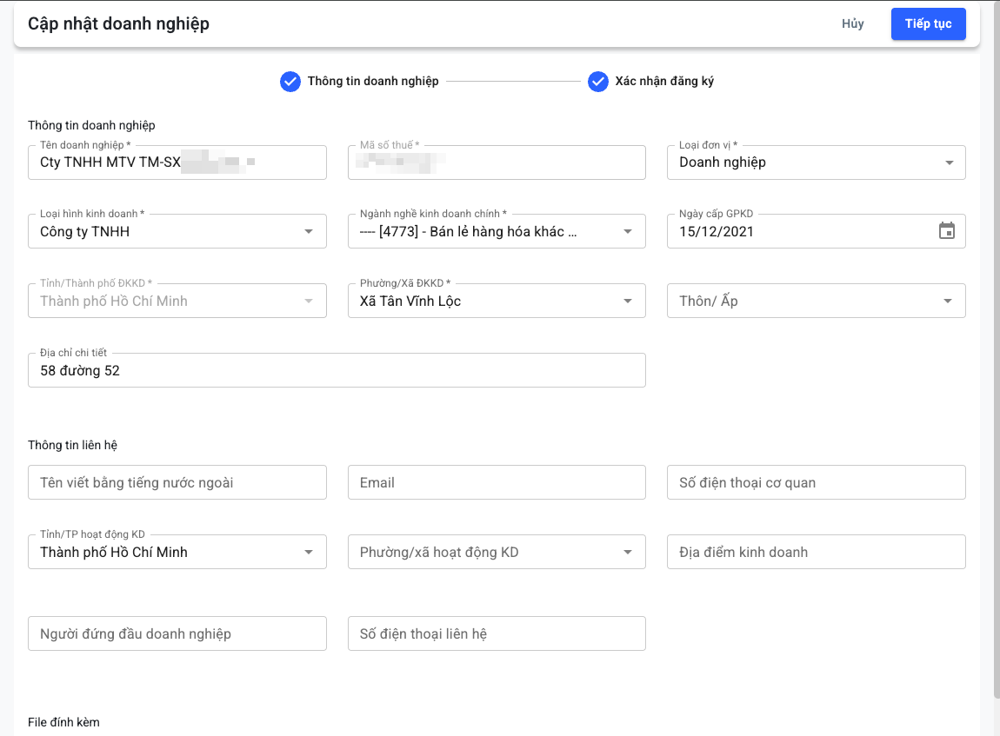 Cập nhật doanh nghiệp
Hủy
Tiếp tục
Thông tin doanh nghiệp
Xác nhận đăng ký
Thông tin doanh nghiệp
Tên doanh nghiệp *
Cty TNHH MTV TM-SX
Mã số thuế *
Loại đơn vị *
Doanh nghiệp
Loại hình kinh doanh *
Công ty TNHH
Ngành nghề kinh doanh chính *
---- [4773] - Bán lẻ hàng hóa khác ...
Ngày cấp GPKD
15/12/2021
Tỉnh/Thành phố ĐKKD *
Thành phố Hồ Chí Minh
Phường/Xã ĐKKD *
Xã Tân Vĩnh Lộc
Thôn/ Ấp
Địa chỉ chi tiết
58 đường 52
Thông tin liên hệ
Tên viết bằng tiếng nước ngoài
Email
Số điện thoại cơ quan
Tỉnh/TP hoạt động KD
Thành phố Hồ Chí Minh
Phường/xã hoạt động KD
Địa điểm kinh doanh
Người đứng đầu doanh nghiệp
Số điện thoại liên hệ
File đính kèm